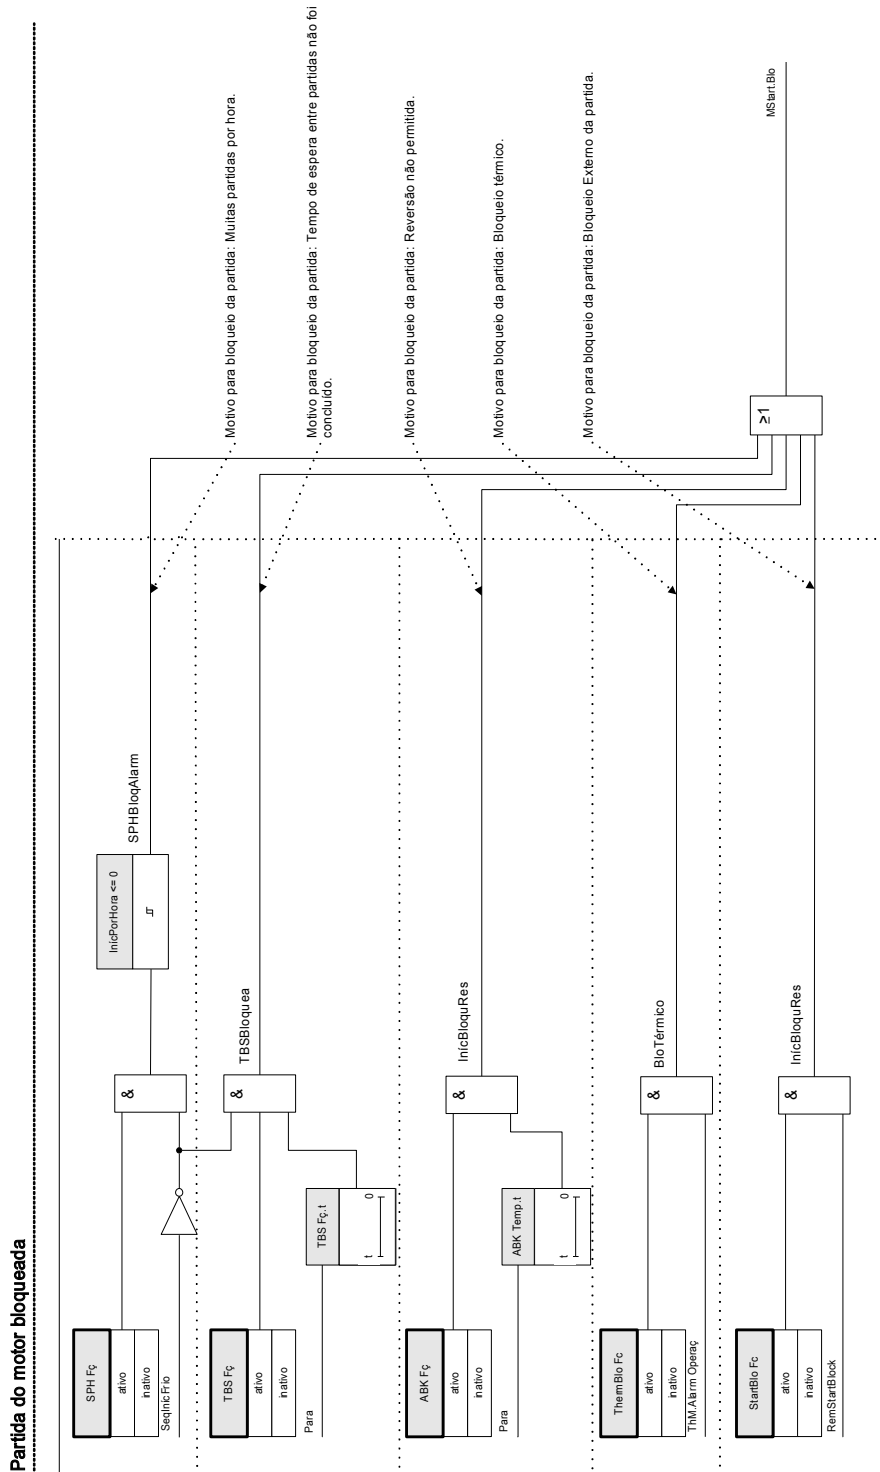 Partida do motor bloqueada
SPH Fç
ativo
inativo
SeqInicFrio
&
InícPorHora <= 0
SPHBloqAlarm
Motivo para bloqueio da partida: Muitas partidas por hora.
TBS Fç
ativo
inativo
Para
TBS Fç.t
t
0
&
TBSBloquea
Motivo para bloqueio da partida: Tempo de espera entre partidas não foi
concluído.
ABK Fç
ativo
inativo
Para
ABK Temp.t
t
0
&
InícBloquRes
Motivo para bloqueio da partida: Reversão não permitida.
ThemBlo Fc
ativo
inativo
ThM.Alarm Operaç
&
BloTérmico
Motivo para bloqueio da partida: Bloqueio térmico.
StartBlo Fc
ativo
inativo
RemStartBlock
&
InícBloquRes
Motivo para bloqueio da partida: Bloqueio Externo da partida.
≥1
MStart.Blo